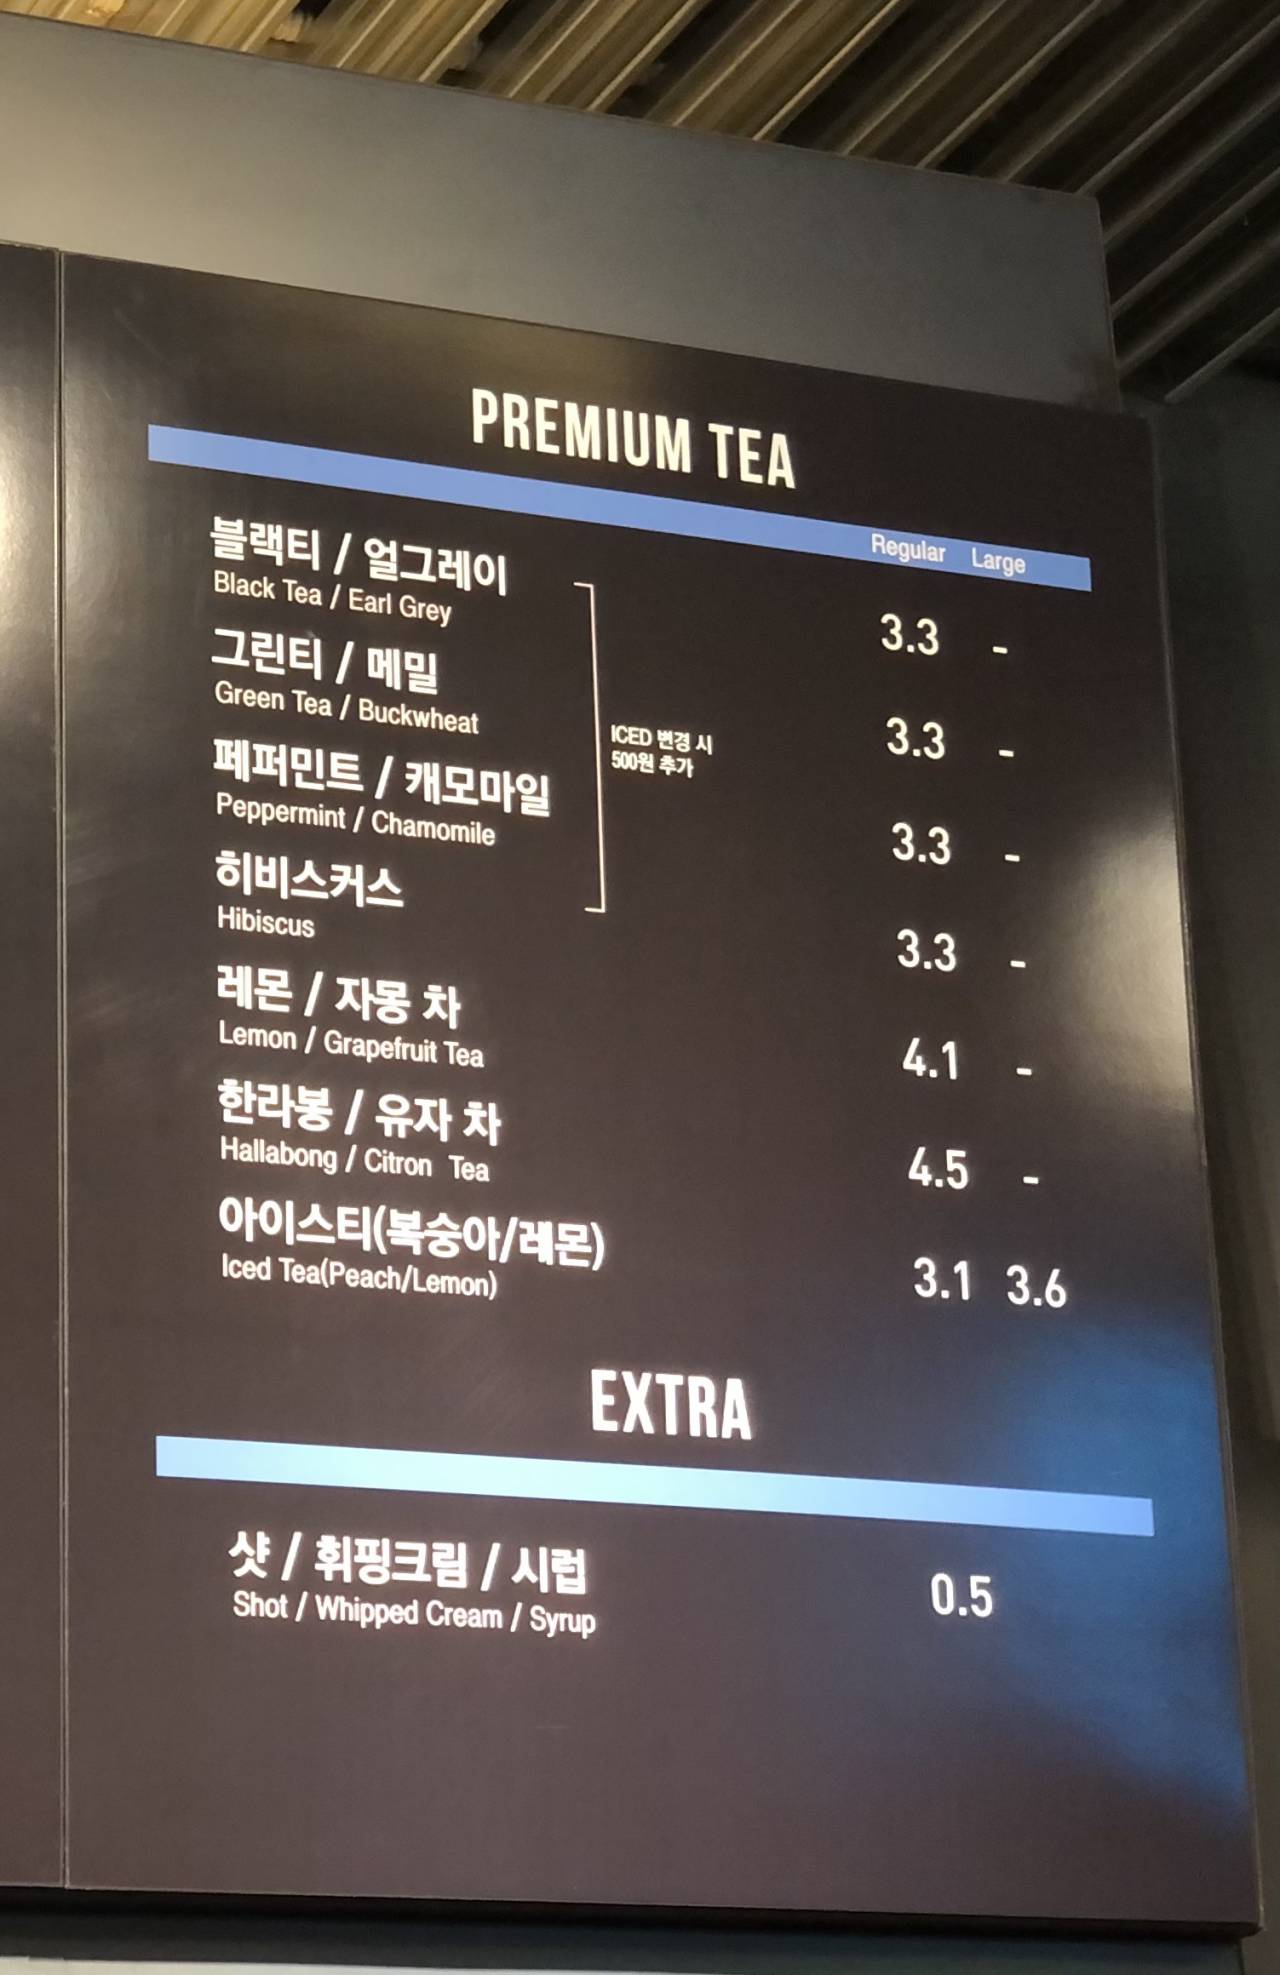 PREMIUM TEA
Regular Large
블랙티 / 얼그레이
Black Tea / Earl Grey
3.3 -
그린티 / 메밀
Green Tea / Buckwheat
3.3 -
ICED 변경 시
500원 추가
페퍼민트 / 캐모마일
Peppermint / Chamomile
3.3 -
히비스커스
Hibiscus
3.3 -
레몬 / 자몽 차
Lemon / Grapefruit Tea
4.1 -
한라봉 / 유자 차
Hallabong / Citron Tea
4.5 -
아이스티(복숭아/레몬)
Iced Tea(Peach/Lemon)
3.1 3.6
EXTRA
샷 / 휘핑크림 / 시럽
Shot / Whipped Cream / Syrup
0.5